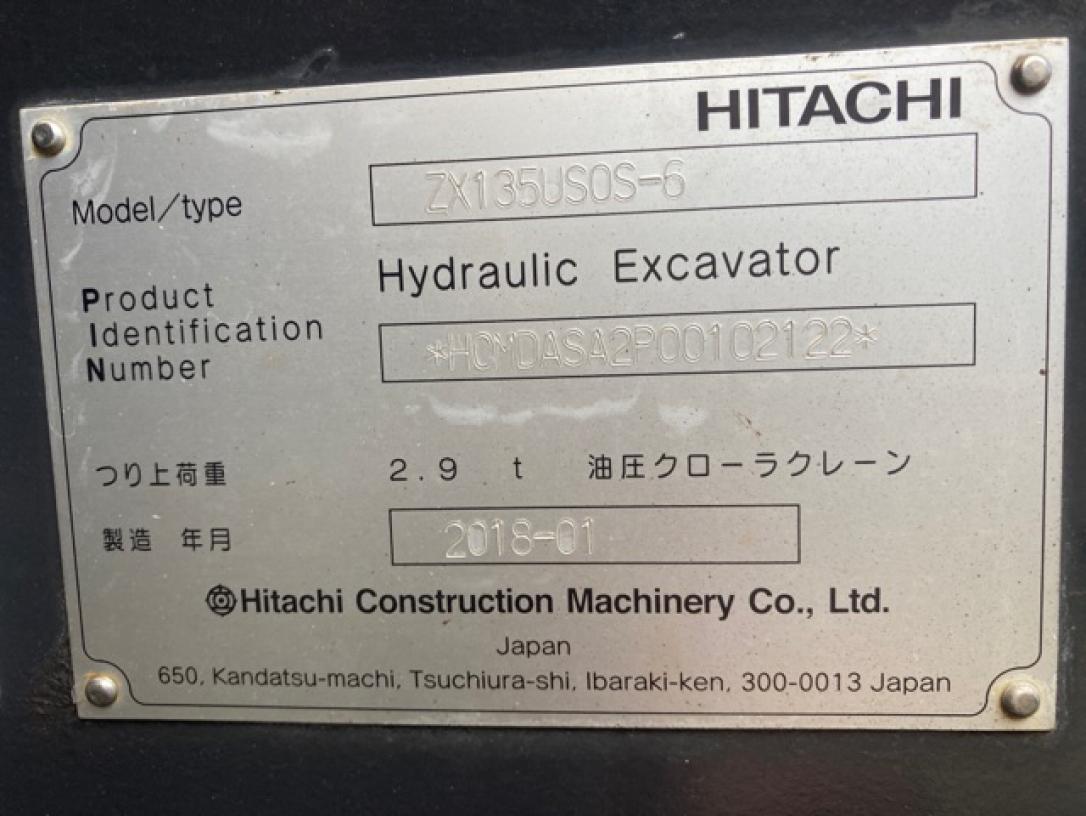 HITACHI
Model/type ZX135USOS-6
Hydraulic Excavator
Product
Identification
Number *HCMDASA2P00102122*
つり上荷重 2.9 t 油圧クローラクレーン
製造 年月 2018-01
Hitachi Construction Machinery Co., Ltd.
Japan
650, Kandatsu-machi, Tsuchiura-shi, Ibaraki-ken, 300-0013 Japan